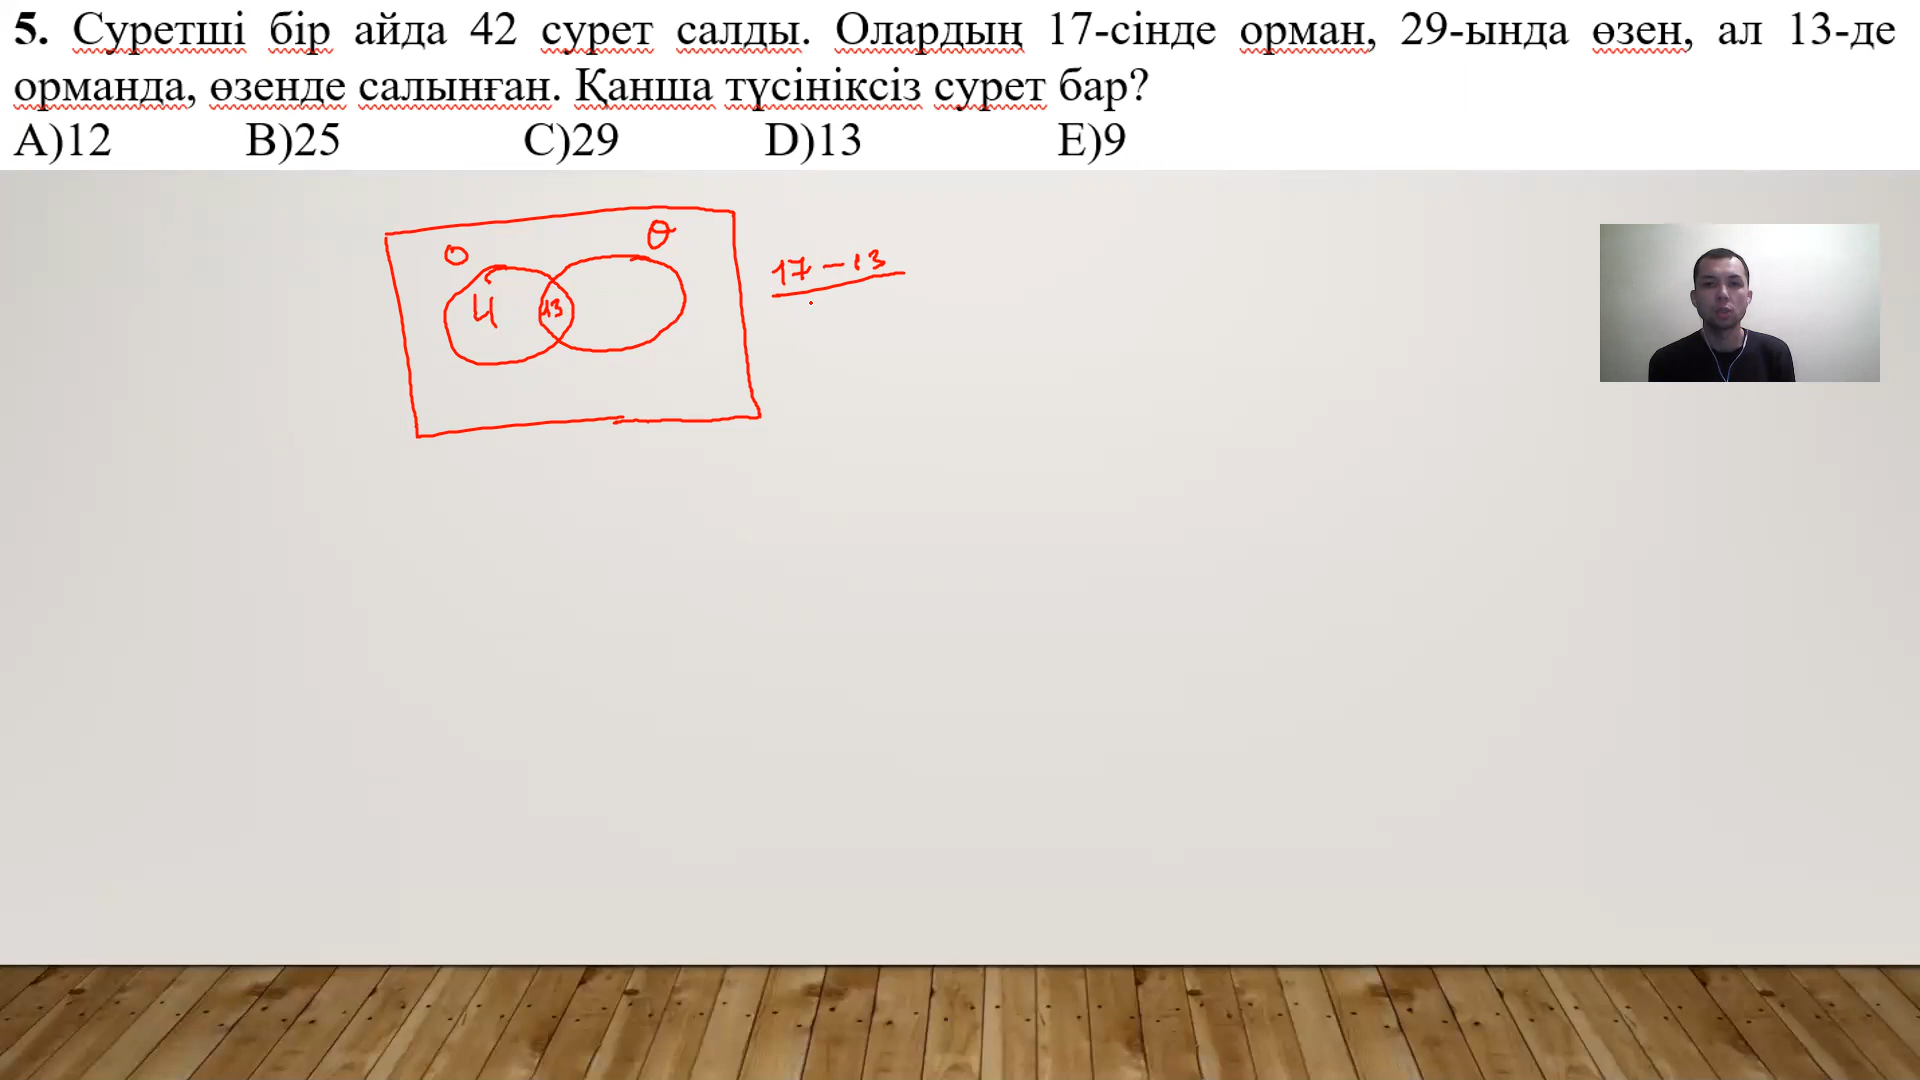 5. Суретші бір айда 42 сурет салды. Олардың 17-сінде орман, 29-ында өзен, ал 13-де
орманда, өзенде салынған. Қанша түсініксіз сурет бар?
A)12 B)25 C)29 D)13 E)9
О Ө
17-13
4 13